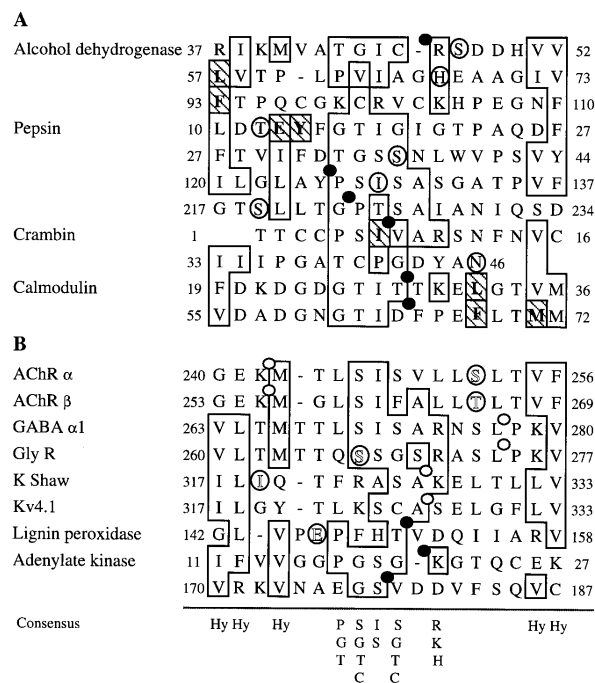 A
Alcohol dehydrogenase 37 R I K M V A T G I C - R S D D H V V 52
57 L V T P - L P V I A G H E A A G I V 73
93 F T P Q C G K C R V C K H P E G N F 110
Pepsin 10 L D T E Y F G T I G I G T P A Q D F 27
27 F T V I F D T G S S N L W V P S V Y 44
120 I L G L A Y P S I S A S G A T P V F 137
217 G T S L L T G P T S A I A N I Q S D 234
Crambin 1 T T C C P S I V A R S N F N V C 16
33 I I I P G A T C P G D Y A N 46
Calmodulin 19 F D K D G D G T I T T K E L G T V M 36
55 V D A D G N G T I D F P E F L T M M 72
B
AChR α 240 G E K M - T L S I S V L L S L T V F 256
AChR β 253 G E K M - G L S I F A L L T L T V F 269
GABA α1 263 V L T M T T L S I S A R N S L P K V 280
Gly R 260 V L T M T T Q S S G S R A S L P K V 277
K Shaw 317 I L I Q - T F R A S A K E L T L L V 333
Kv4.1 317 I L G Y - T L K S C A S E L G F L V 333
Lignin peroxidase 142 G L - V P E P F H T V D Q I I A R V 158
Adenylate kinase 11 I F V V G G P G S G - K G T Q C E K 27
170 V R K V N A E G S V D D V F S Q V C 187
Consensus Hy Hy Hy P S I S R Hy Hy
G G S G K
T T T H
C C